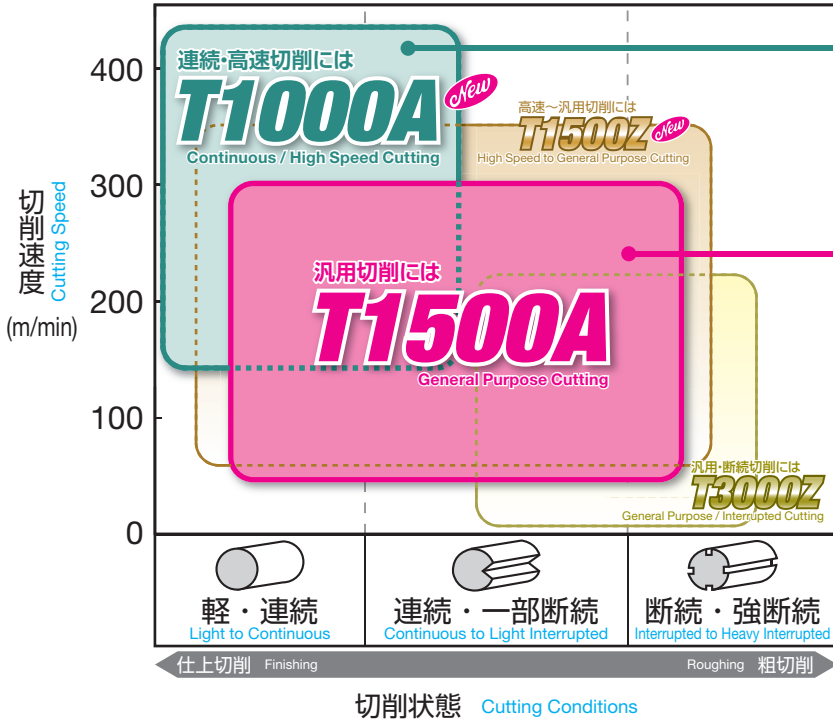 連続・高速切削には
T1000A
New
Continuous / High Speed Cutting
高速～汎用切削には
T1500Z
New
High Speed to General Purpose Cutting
汎用切削には
T1500A
General Purpose Cutting
汎用・断続切削には
T3000Z
General Purpose / Interrupted Cutting
切削速度
Cutting Speed
(m/min)
400
300
200
100
0
軽・連続
Light to Continuous
連続・一部断続
Continuous to Light Interrupted
断続・強断続
Interrupted to Heavy Interrupted
仕上切削 Finishing
Roughing 粗切削
切削状態 Cutting Conditions